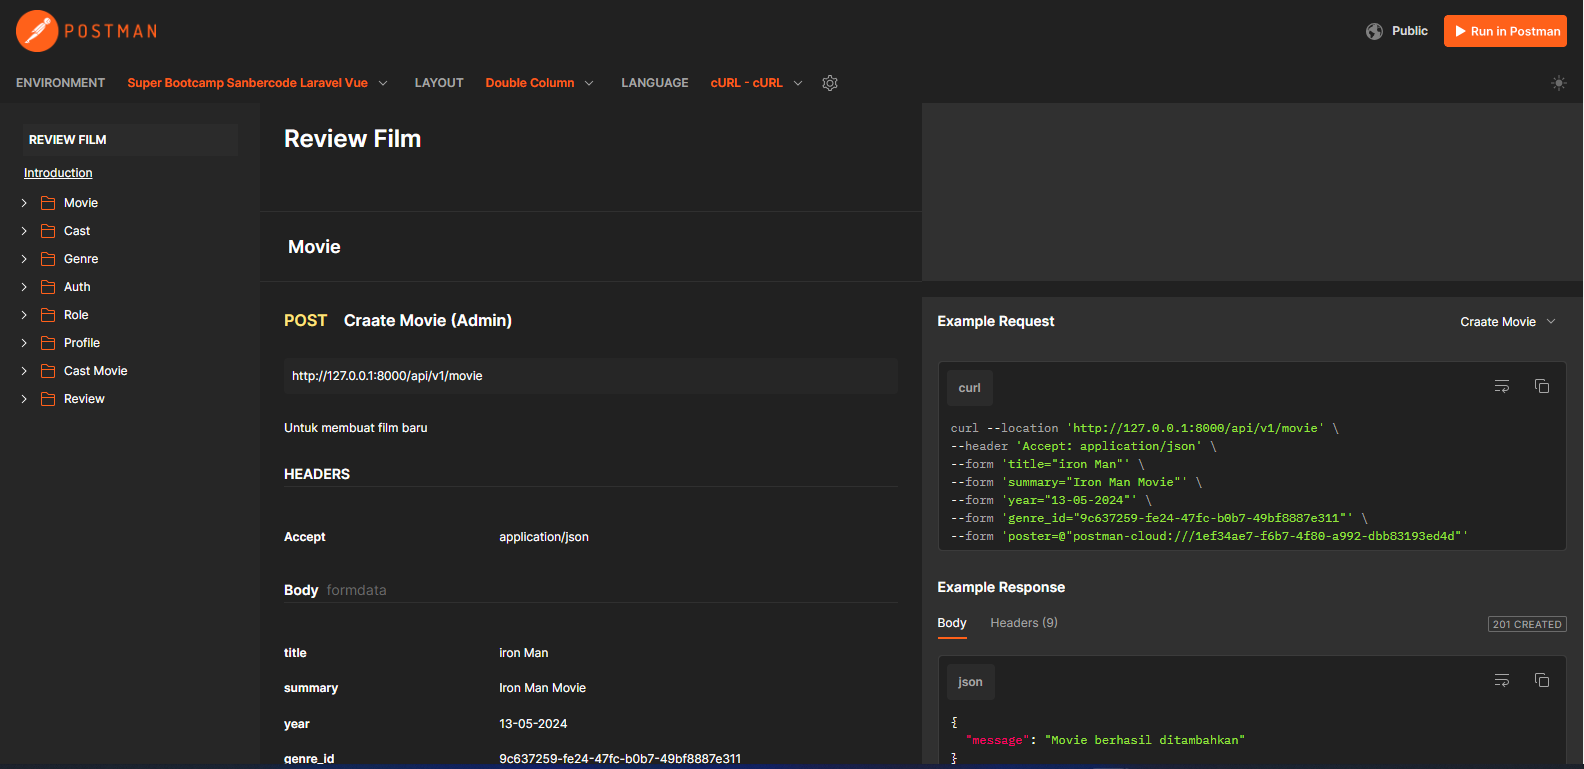 POSTMAN
Public
Run in Postman
ENVIRONMENT Super Bootcamp Sanbercode Laravel Vue LAYOUT Double Column LANGUAGE cURL - cURL
REVIEW FILM
Introduction
Movie
Cast
Genre
Auth
Role
Profile
Cast Movie
Review
Review Film
Movie
POST Craate Movie (Admin)
http://127.0.0.1:8000/api/v1/movie
Untuk membuat film baru
HEADERS
Accept application/json
Body formdata
title iron Man
summary Iron Man Movie
year 13-05-2024
genre_id 9c637259-fe24-47fc-b0b7-49bf8887e311
Example Request Craate Movie
curl
curl --location 'http://127.0.0.1:8000/api/v1/movie' \
--header 'Accept: application/json' \
--form 'title="iron Man"' \
--form 'summary="Iron Man Movie"' \
--form 'year="13-05-2024"' \
--form 'genre_id="9c637259-fe24-47fc-b0b7-49bf8887e311"' \
--form 'poster=@"postman-cloud:///1ef34ae7-f6b7-4f80-a992-dbb83193ed4d"'
Example Response
Body Headers (9) 201 CREATED
json
{
"message": "Movie berhasil ditambahkan"
}